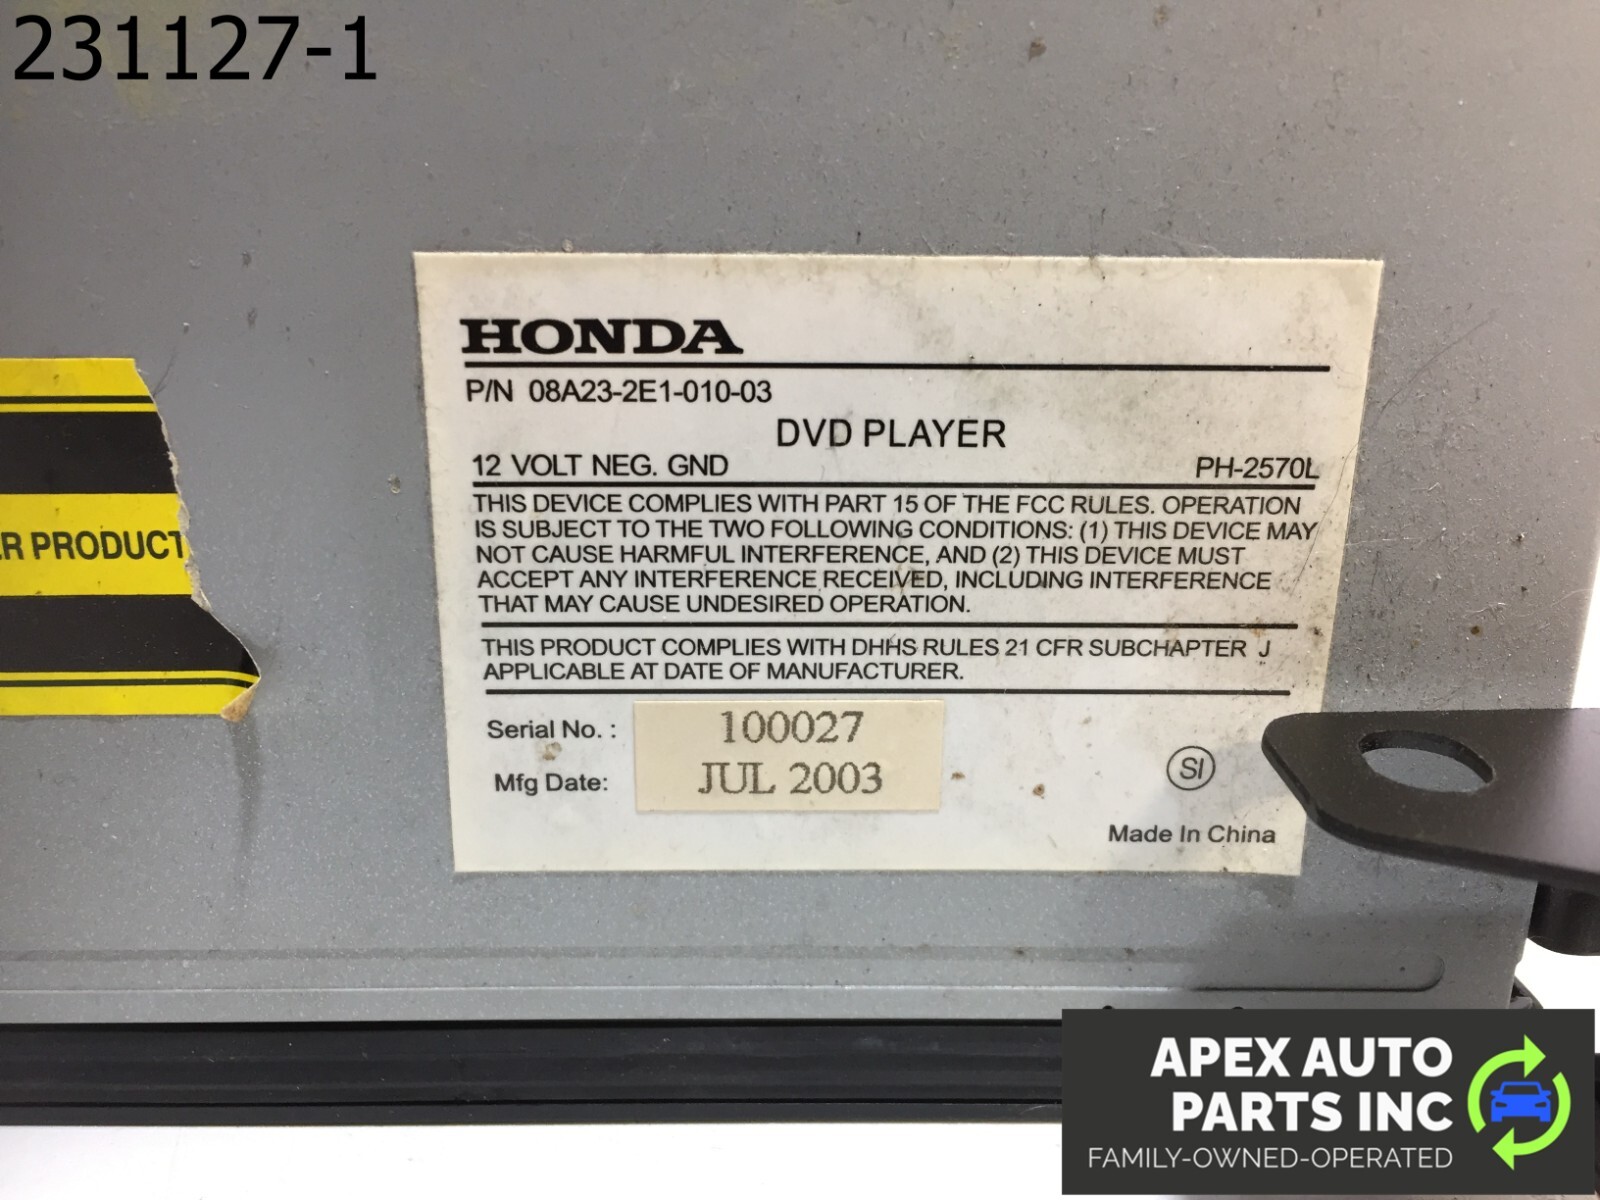 231127-1
HONDA
P/N 08A23-2E1-010-03
DVD PLAYER
12 VOLT NEG. GND PH-2570L
THIS DEVICE COMPLIES WITH PART 15 OF THE FCC RULES. OPERATION
IS SUBJECT TO THE TWO FOLLOWING CONDITIONS: (1) THIS DEVICE MAY
NOT CAUSE HARMFUL INTERFERENCE, AND (2) THIS DEVICE MUST
ACCEPT ANY INTERFERENCE RECEIVED, INCLUDING INTERFERENCE
THAT MAY CAUSE UNDESIRED OPERATION.
THIS PRODUCT COMPLIES WITH DHHS RULES 21 CFR SUBCHAPTER J
APPLICABLE AT DATE OF MANUFACTURER.
Serial No. : 100027
Mfg Date: JUL 2003
SI
Made In China
R PRODUCT
APEX AUTO
PARTS INC
FAMILY-OWNED-OPERATED